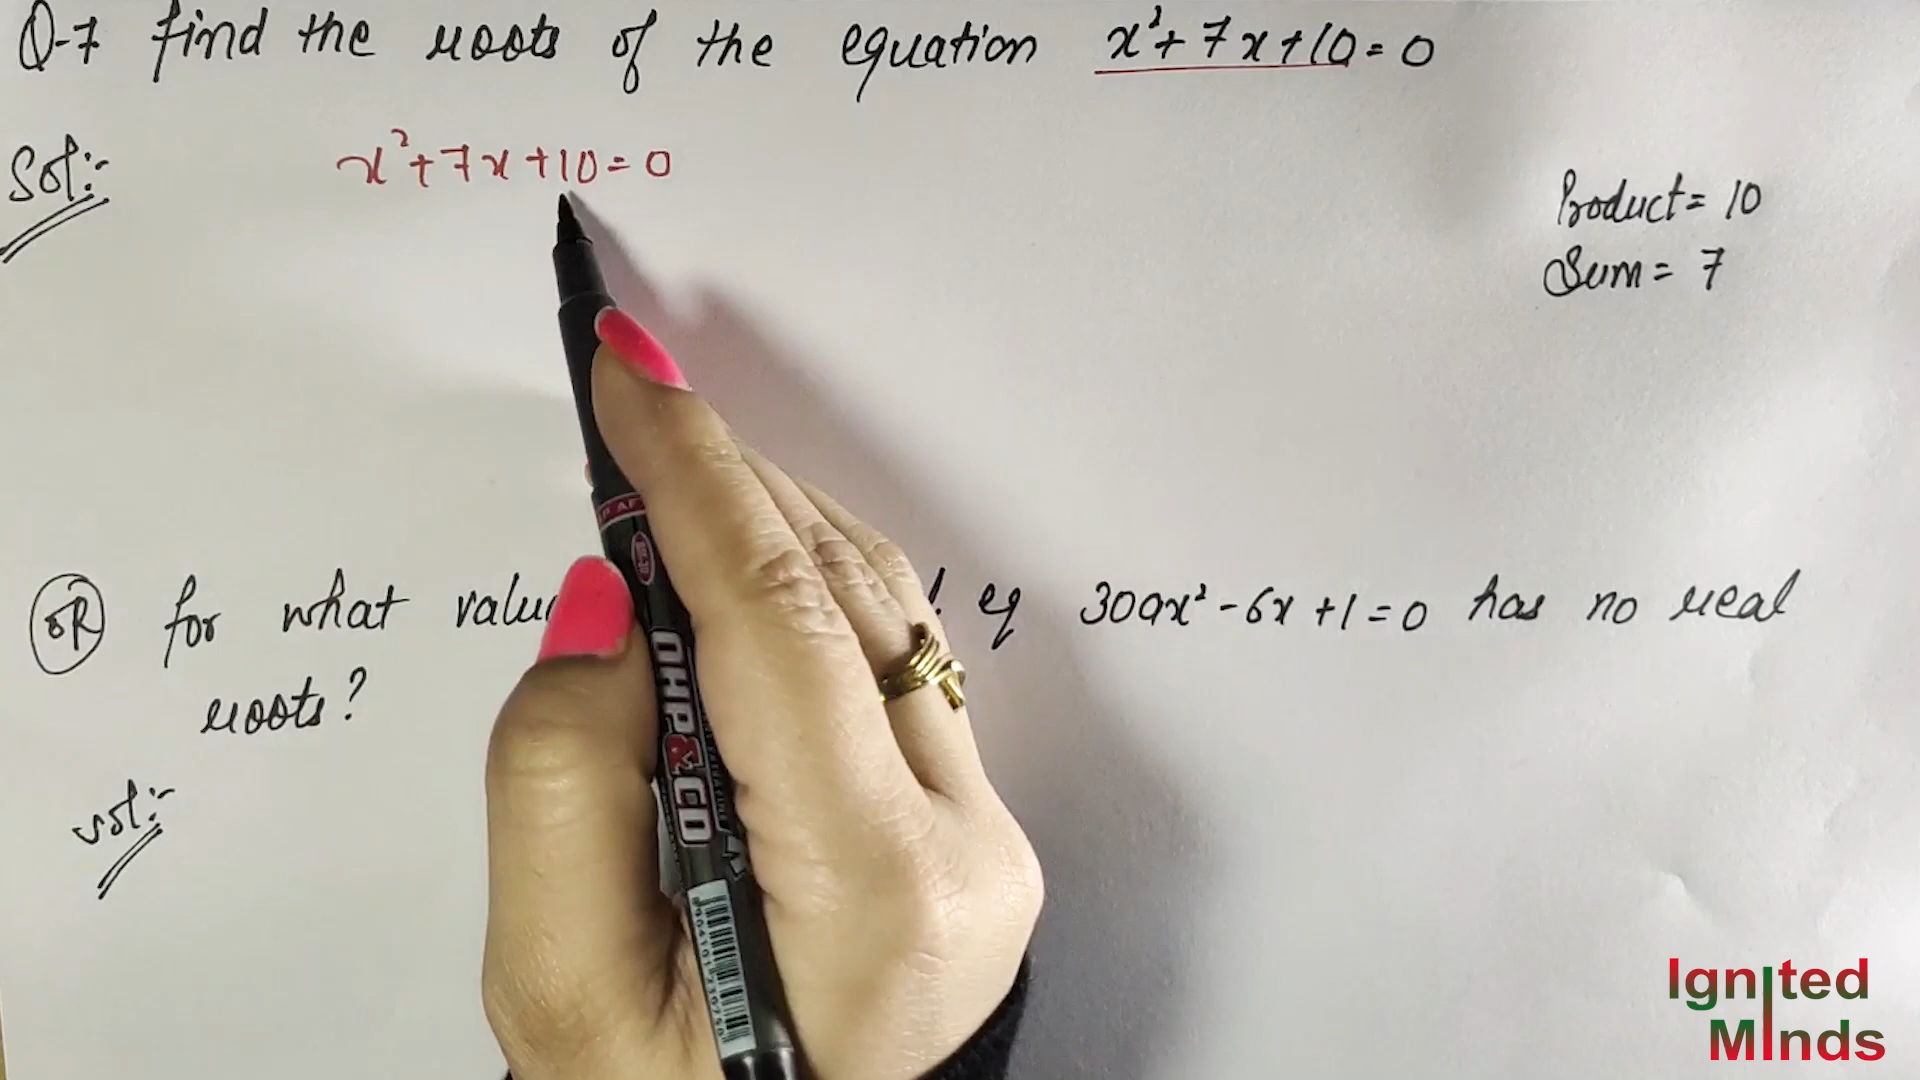 Q-7 find the roots of the equation x²+7x+10=0
Sol:-
x²+7x+10=0
Product= 10
Sum= 7
OR for what eq 300x²-6x+1=0 has no real
roots?
Sol:-
OHP&CD
Ignited
Minds